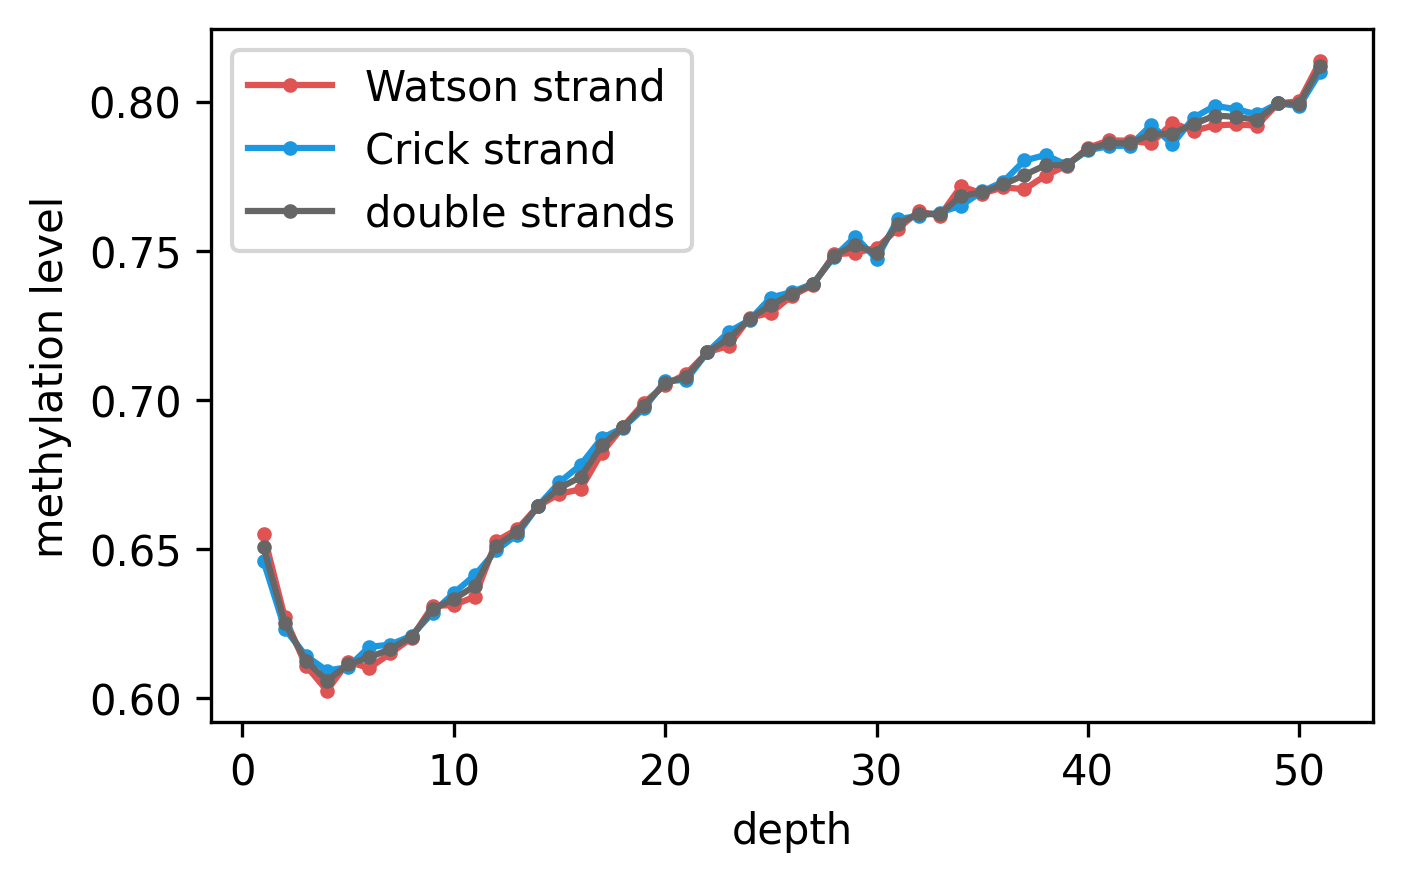 Watson strand
Crick strand
double strands
0.80
0.75
0.70
0.65
0.60
methylation level
0 10 20 30 40 50
depth